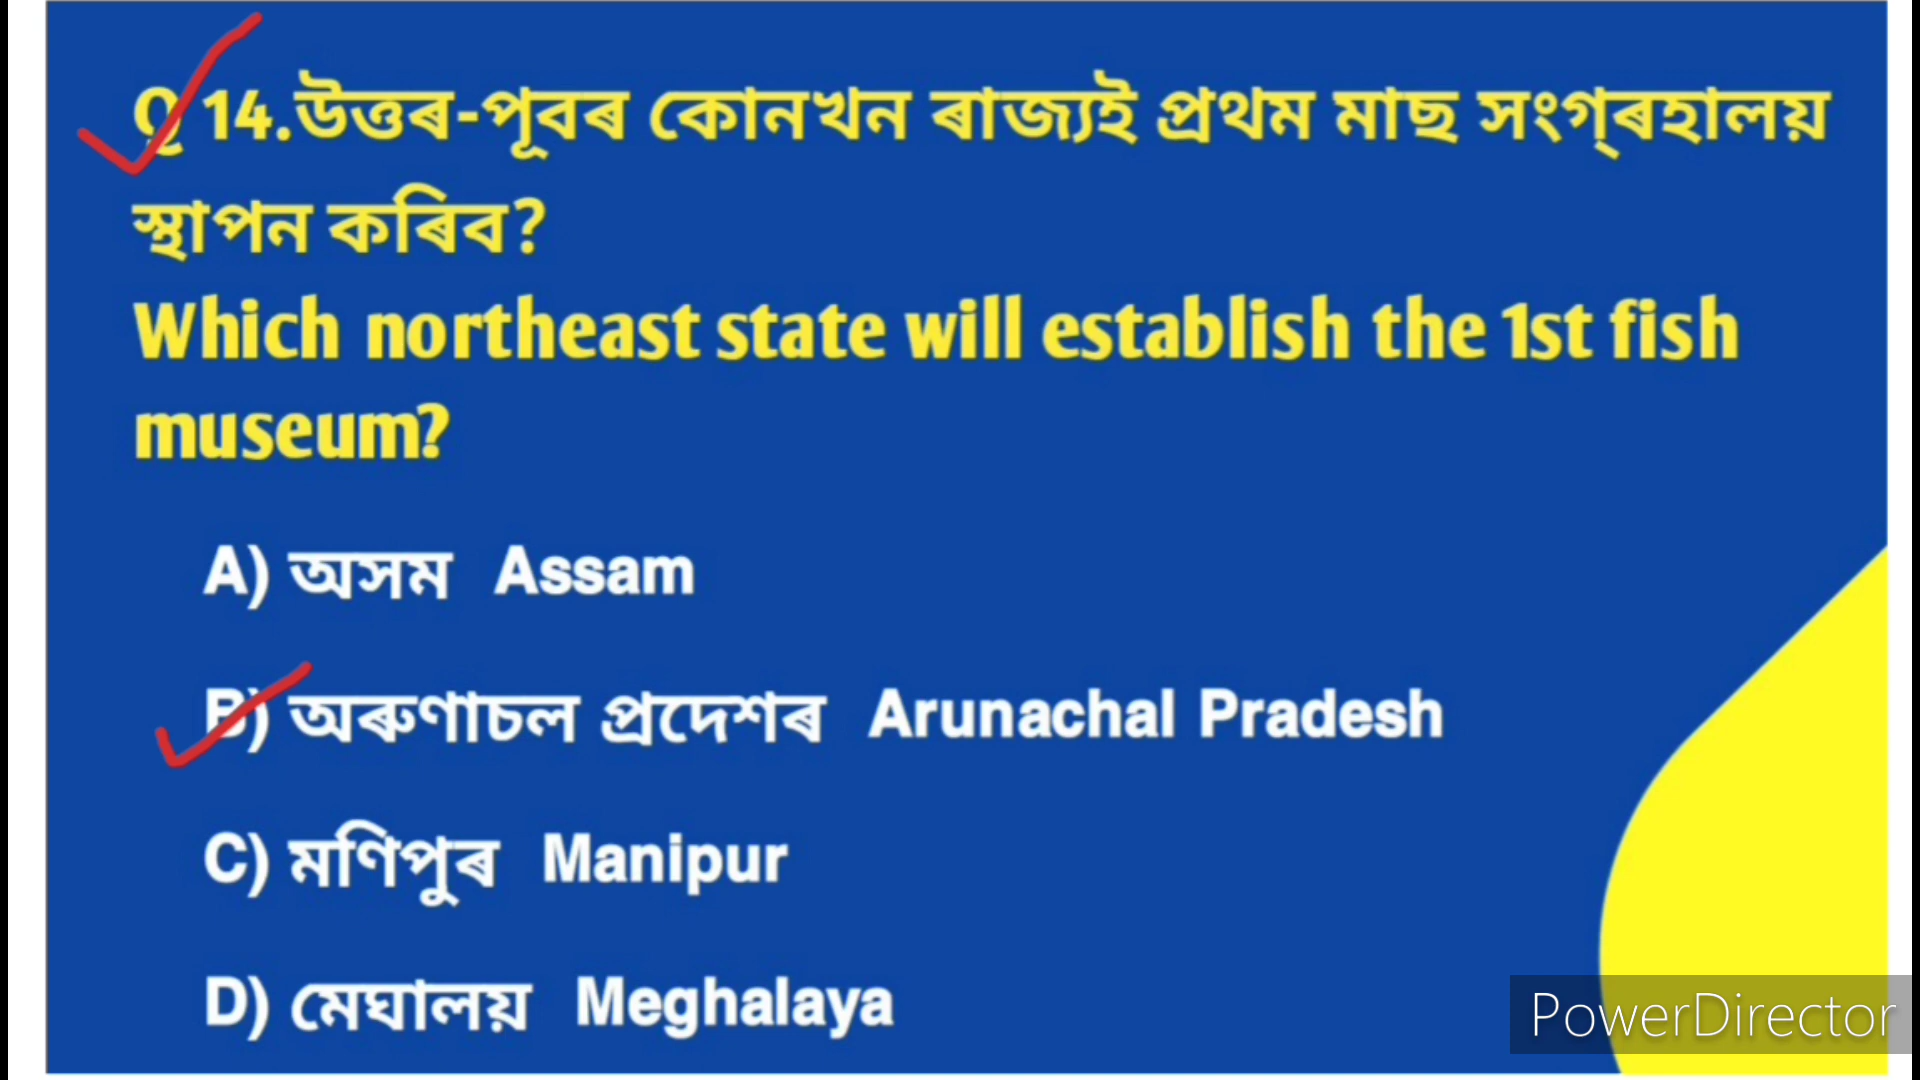 Q 14.উত্তৰ-পূবৰ কোনখন ৰাজ্যই প্ৰথম মাছ সংগ্ৰহালয়
স্থাপন কৰিব?
Which northeast state will establish the 1st fish
museum?
A) অসম Assam
B) অৰুণাচল প্ৰদেশৰ Arunachal Pradesh
C) মণিপুৰ Manipur
D) মেঘালয় Meghalaya
PowerDirector